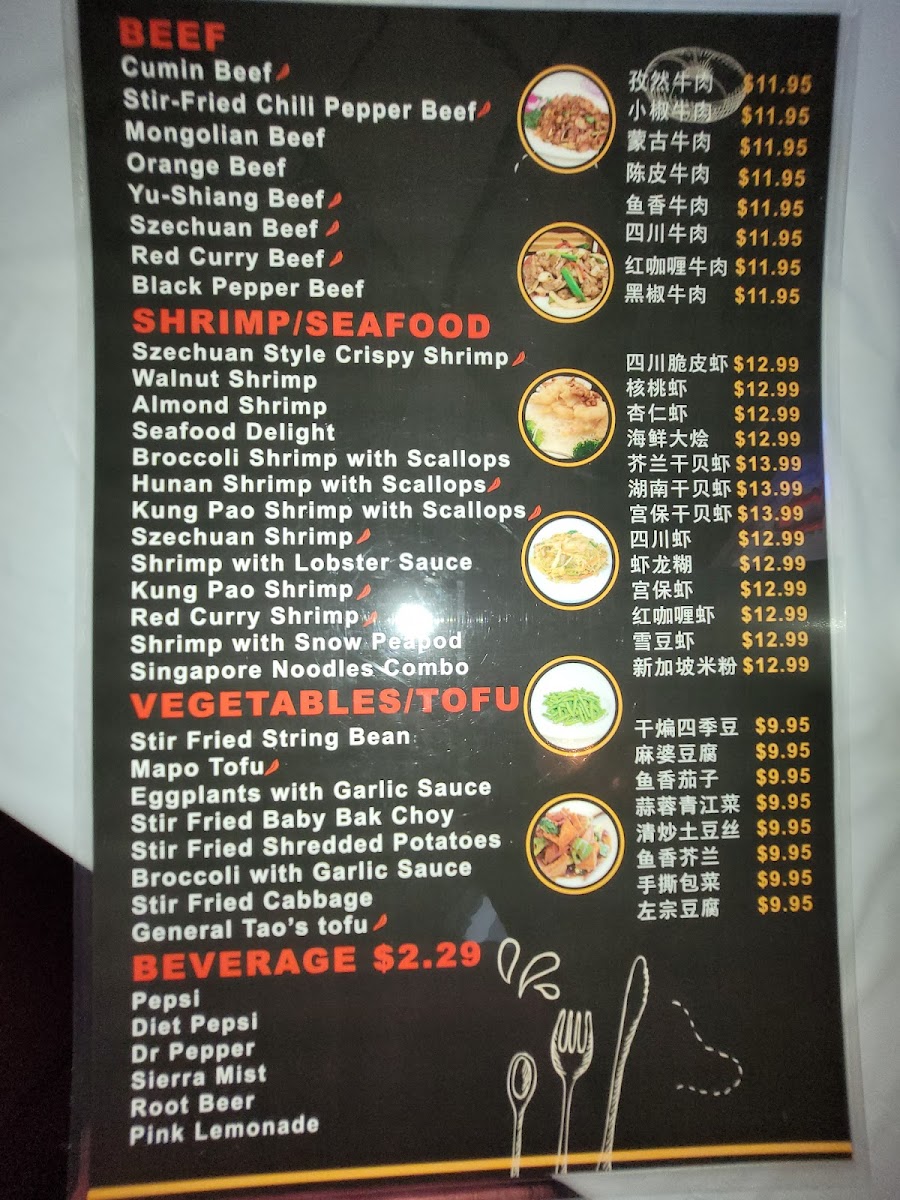 BEEF
Cumin Beef 孜然牛肉 $11.95
Stir-Fried Chili Pepper Beef 小椒牛肉 $11.95
Mongolian Beef 蒙古牛肉 $11.95
Orange Beef 陈皮牛肉 $11.95
Yu-Shiang Beef 鱼香牛肉 $11.95
Szechuan Beef 四川牛肉 $11.95
Red Curry Beef 红咖喱牛肉 $11.95
Black Pepper Beef 黑椒牛肉 $11.95
SHRIMP/SEAFOOD
Szechuan Style Crispy Shrimp 四川脆皮虾 $12.99
Walnut Shrimp 核桃虾 $12.99
Almond Shrimp 杏仁虾 $12.99
Seafood Delight 海鲜大烩 $12.99
Broccoli Shrimp with Scallops 芥兰干贝虾 $13.99
Hunan Shrimp with Scallops 湖南干贝虾 $13.99
Kung Pao Shrimp with Scallops 宫保干贝虾 $13.99
Szechuan Shrimp 四川虾 $12.99
Shrimp with Lobster Sauce 虾龙糊 $12.99
Kung Pao Shrimp 宫保虾 $12.99
Red Curry Shrimp 红咖喱虾 $12.99
Shrimp with Snow Peapod 雪豆虾 $12.99
Singapore Noodles Combo 新加坡米粉 $12.99
VEGETABLES/TOFU
Stir Fried String Bean 干煸四季豆 $9.95
Mapo Tofu 麻婆豆腐 $9.95
Eggplants with Garlic Sauce 鱼香茄子 $9.95
Stir Fried Baby Bak Choy 蒜蓉青江菜 $9.95
Stir Fried Shredded Potatoes 清炒土豆丝 $9.95
Broccoli with Garlic Sauce 鱼香芥兰 $9.95
Stir Fried Cabbage 手撕包菜 $9.95
General Tao's tofu 左宗豆腐 $9.95
BEVERAGE $2.29
Pepsi
Diet Pepsi
Dr Pepper
Sierra Mist
Root Beer
Pink Lemonade